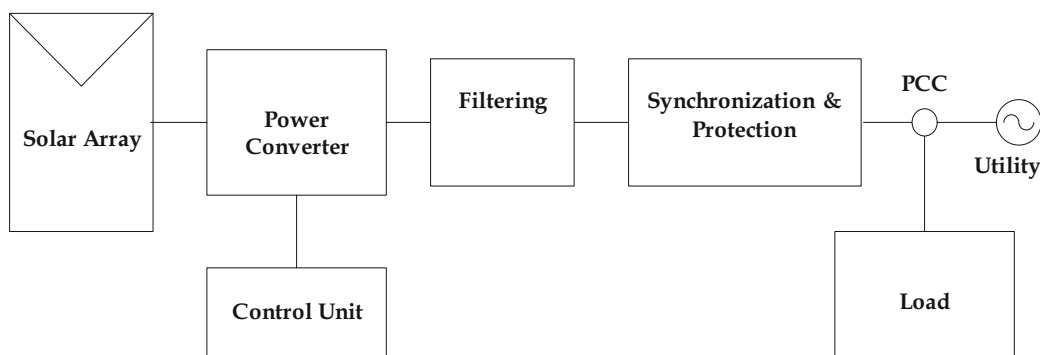 Solar Array
Power
Converter
Filtering
Synchronization &
Protection
PCC
Utility
Control Unit
Load